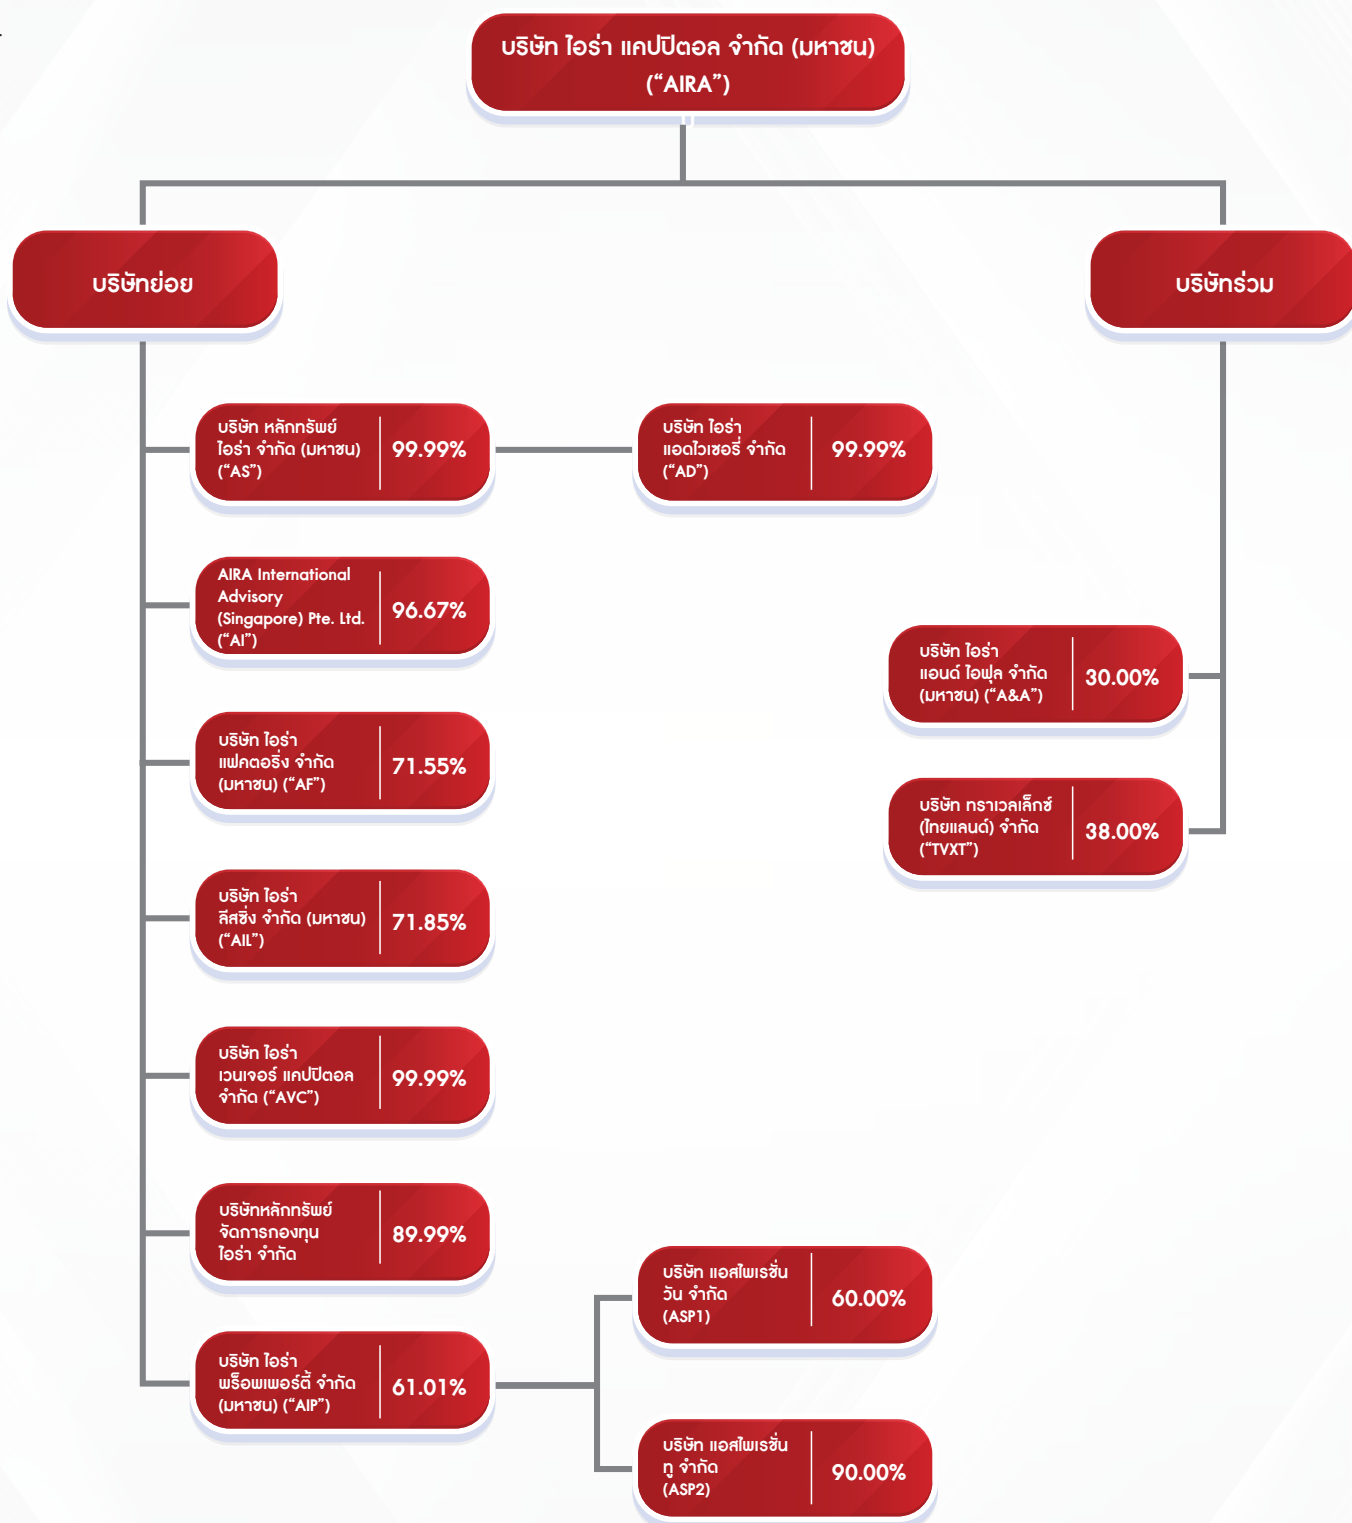 บริษัท ไอร่า แคปปิตอล จำกัด (มหาชน)
(“AIRA”)
บริษัทย่อย
บริษัทร่วม
บริษัท หลักทรัพย์
ไอร่า จำกัด (มหาชน)
(“AS”)
99.99%
บริษัท ไอร่า
แอดไวเซอรี่ จำกัด
(“AD”)
99.99%
AIRA International
Advisory
(Singapore) Pte. Ltd.
(“AI”)
96.67%
บริษัท ไอร่า
แอนด์ ไอฟุล จำกัด
(มหาชน) (“A&A”)
30.00%
บริษัท ไอร่า
แฟคตอริ่ง จำกัด
(มหาชน) (“AF”)
71.55%
บริษัท ทราเวลเล็กซ์
(ไทยแลนด์) จำกัด
(“TVXT”)
38.00%
บริษัท ไอร่า
ลีสซิ่ง จำกัด (มหาชน)
(“AIL”)
71.85%
บริษัท ไอร่า
เวนเจอร์ แคปปิตอล
จำกัด (“AVC”)
99.99%
บริษัทหลักทรัพย์
จัดการกองทุน
ไอร่า จำกัด
89.99%
บริษัท แอสไพเรชั่น
วัน จำกัด
(ASP1)
60.00%
บริษัท ไอร่า
พร็อพเพอร์ตี้ จำกัด
(มหาชน) (“AIP”)
61.01%
บริษัท แอสไพเรชั่น
ทู จำกัด
(ASP2)
90.00%